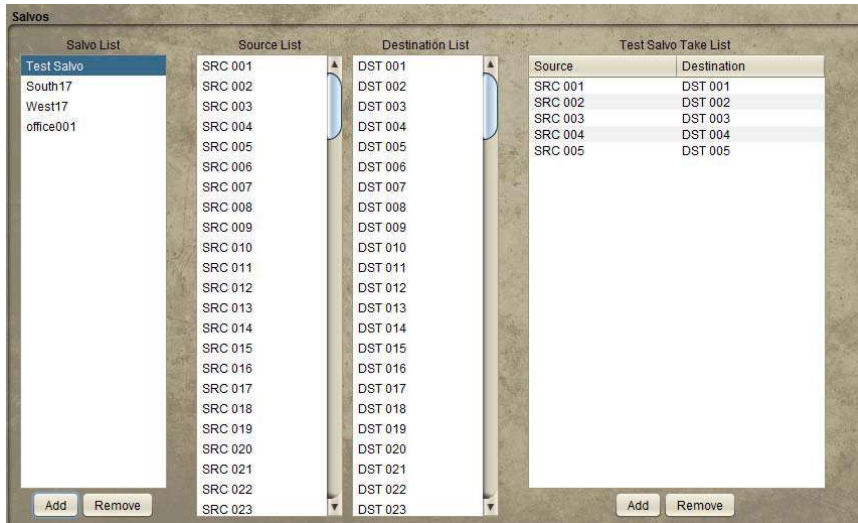 Salvos
Salvo List
Test Salvo
South17
West17
office001
Add Remove
Source List
SRC 001
SRC 002
SRC 003
SRC 004
SRC 005
SRC 006
SRC 007
SRC 008
SRC 009
SRC 010
SRC 011
SRC 012
SRC 013
SRC 014
SRC 015
SRC 016
SRC 017
SRC 018
SRC 019
SRC 020
SRC 021
SRC 022
SRC 023
Destination List
DST 001
DST 002
DST 003
DST 004
DST 005
DST 006
DST 007
DST 008
DST 009
DST 010
DST 011
DST 012
DST 013
DST 014
DST 015
DST 016
DST 017
DST 018
DST 019
DST 020
DST 021
DST 022
DST 023
Test Salvo Take List
Source Destination
SRC 001 DST 001
SRC 002 DST 002
SRC 003 DST 003
SRC 004 DST 004
SRC 005 DST 005
Add Remove